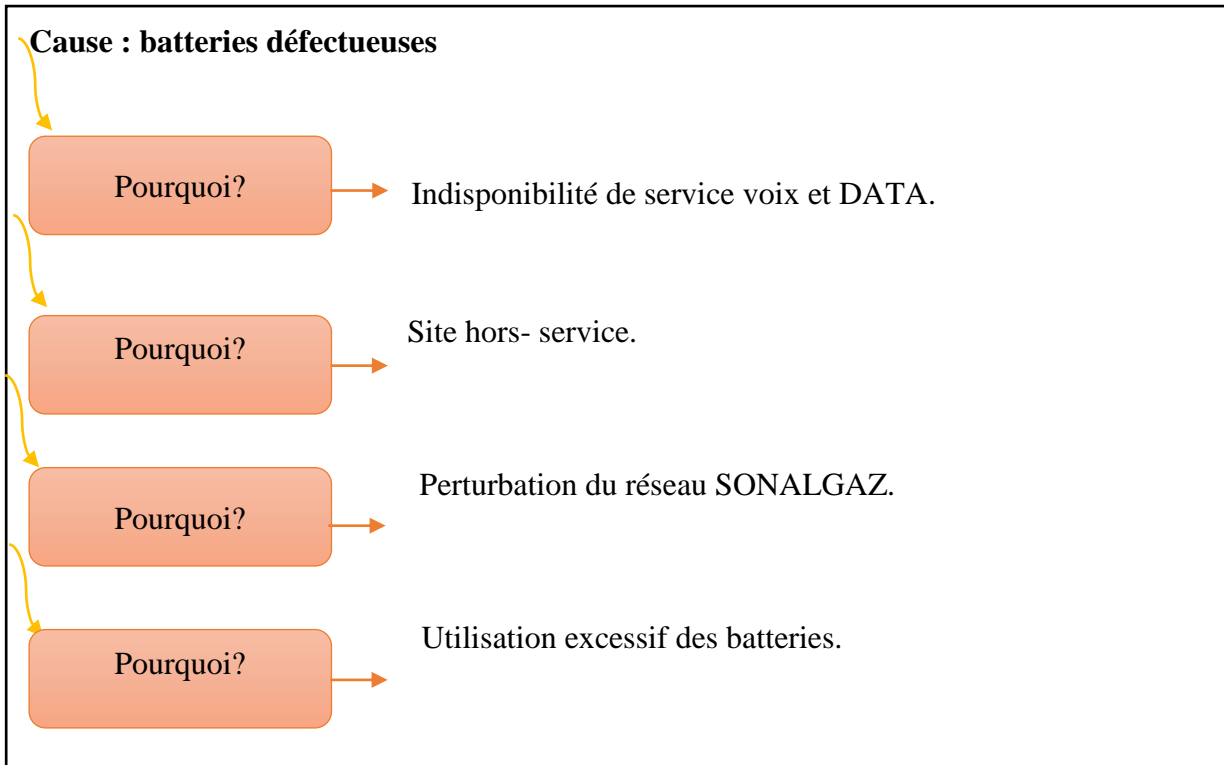 Cause : batteries défectueuses
Pourquoi?
Indisponibilité de service voix et DATA.
Pourquoi?
Site hors- service.
Pourquoi?
Perturbation du réseau SONALGAZ.
Pourquoi?
Utilisation excessif des batteries.